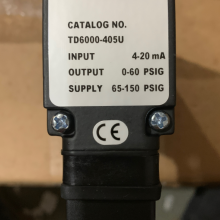 CATALOG NO.
TD6000-405U
INPUT 4-20 mA
OUTPUT 0-60 PSIG
SUPPLY 65-150 PSIG
CE